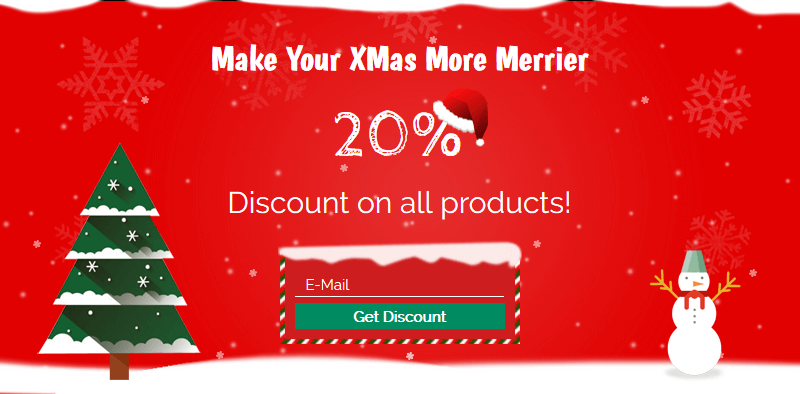 Make Your XMas More Merrier
20%
Discount on all products!
E-Mail
Get Discount